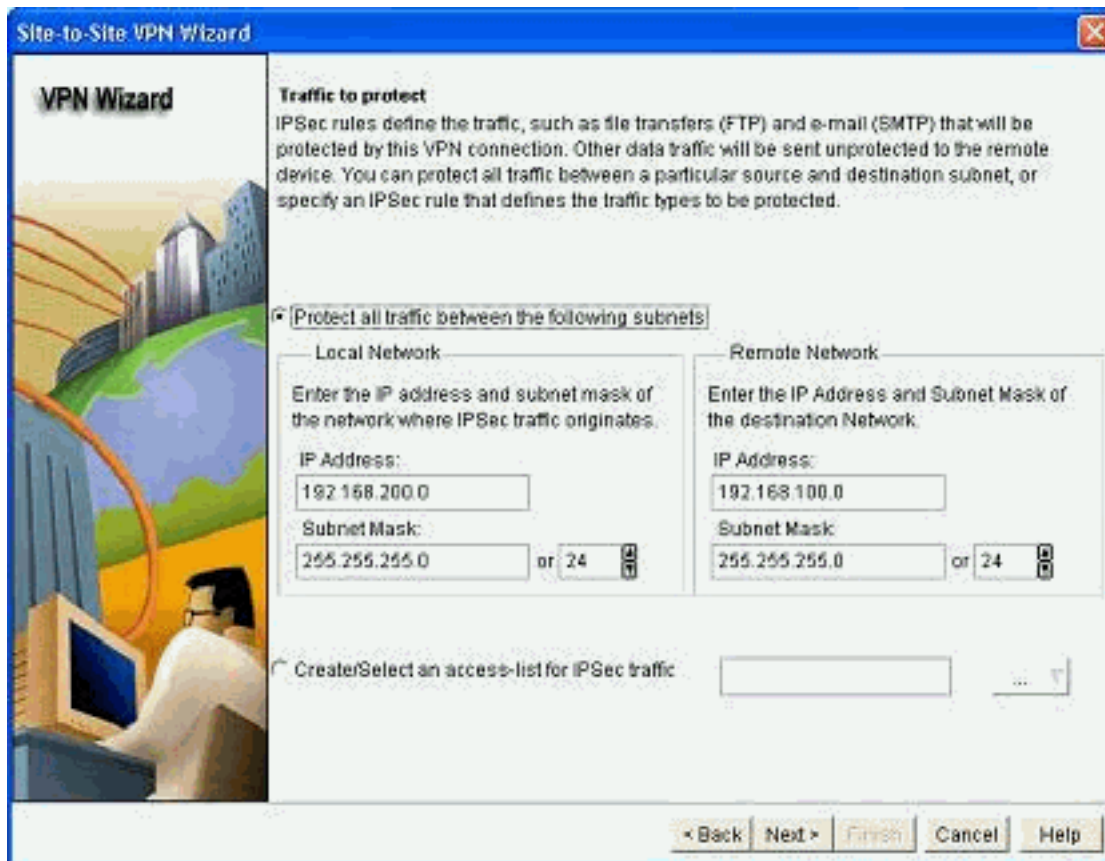 Site-to-Site VPN Wizard
VPN Wizard
Traffic to protect
IPSec rules define the traffic, such as file transfers (FTP) and e-mail (SMTP) that will be
protected by this VPN connection. Other data traffic will be sent unprotected to the remote
device. You can protect all traffic between a particular source and destination subnet, or
specify an IPSec rule that defines the traffic types to be protected.
Protect all traffic between the following subnets
Local Network
Enter the IP address and subnet mask of
the network where IPSec traffic originates.
IP Address:
192.168.200.0
Subnet Mask:
255.255.255.0 or 24
Remote Network
Enter the IP Address and Subnet Mask of
the destination Network.
IP Address:
192.168.100.0
Subnet Mask:
255.255.255.0 or 24
Create/Select an access-list for IPSec traffic
...
< Back Next > Finish Cancel Help